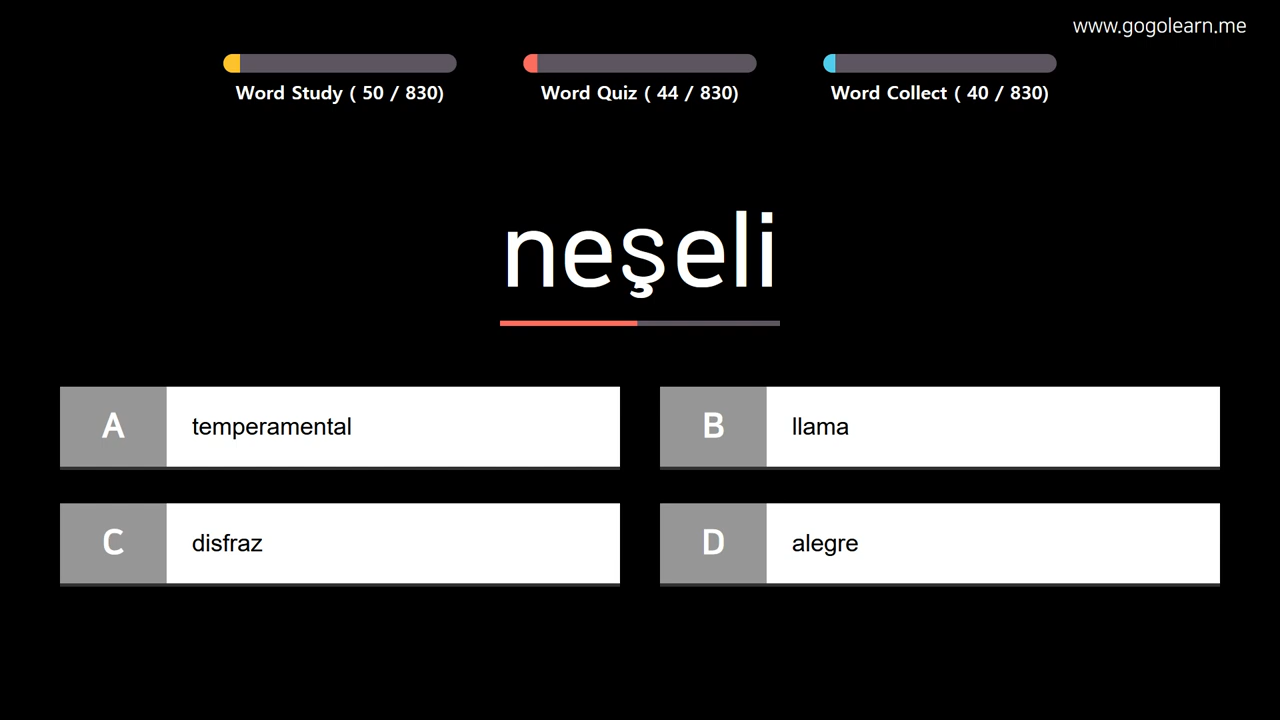 www.gogolearn.me
Word Study ( 50 / 830)
Word Quiz ( 44 / 830)
Word Collect ( 40 / 830)
neşeli
A temperamental
B llama
C disfraz
D alegre